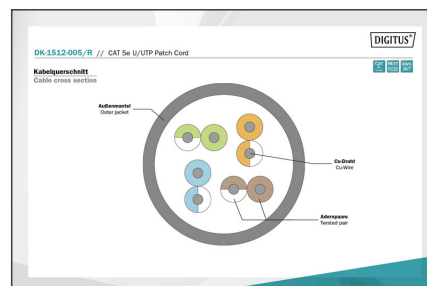 DIGITUS®
DK-1512-005/R // CAT 5e U/UTP Patch Cord
Kabelquerschnitt
Cable cross section
Außenmantel
Outer jacket
Cu-Draht
Cu-Wire
Aderspaare
Twisted pair